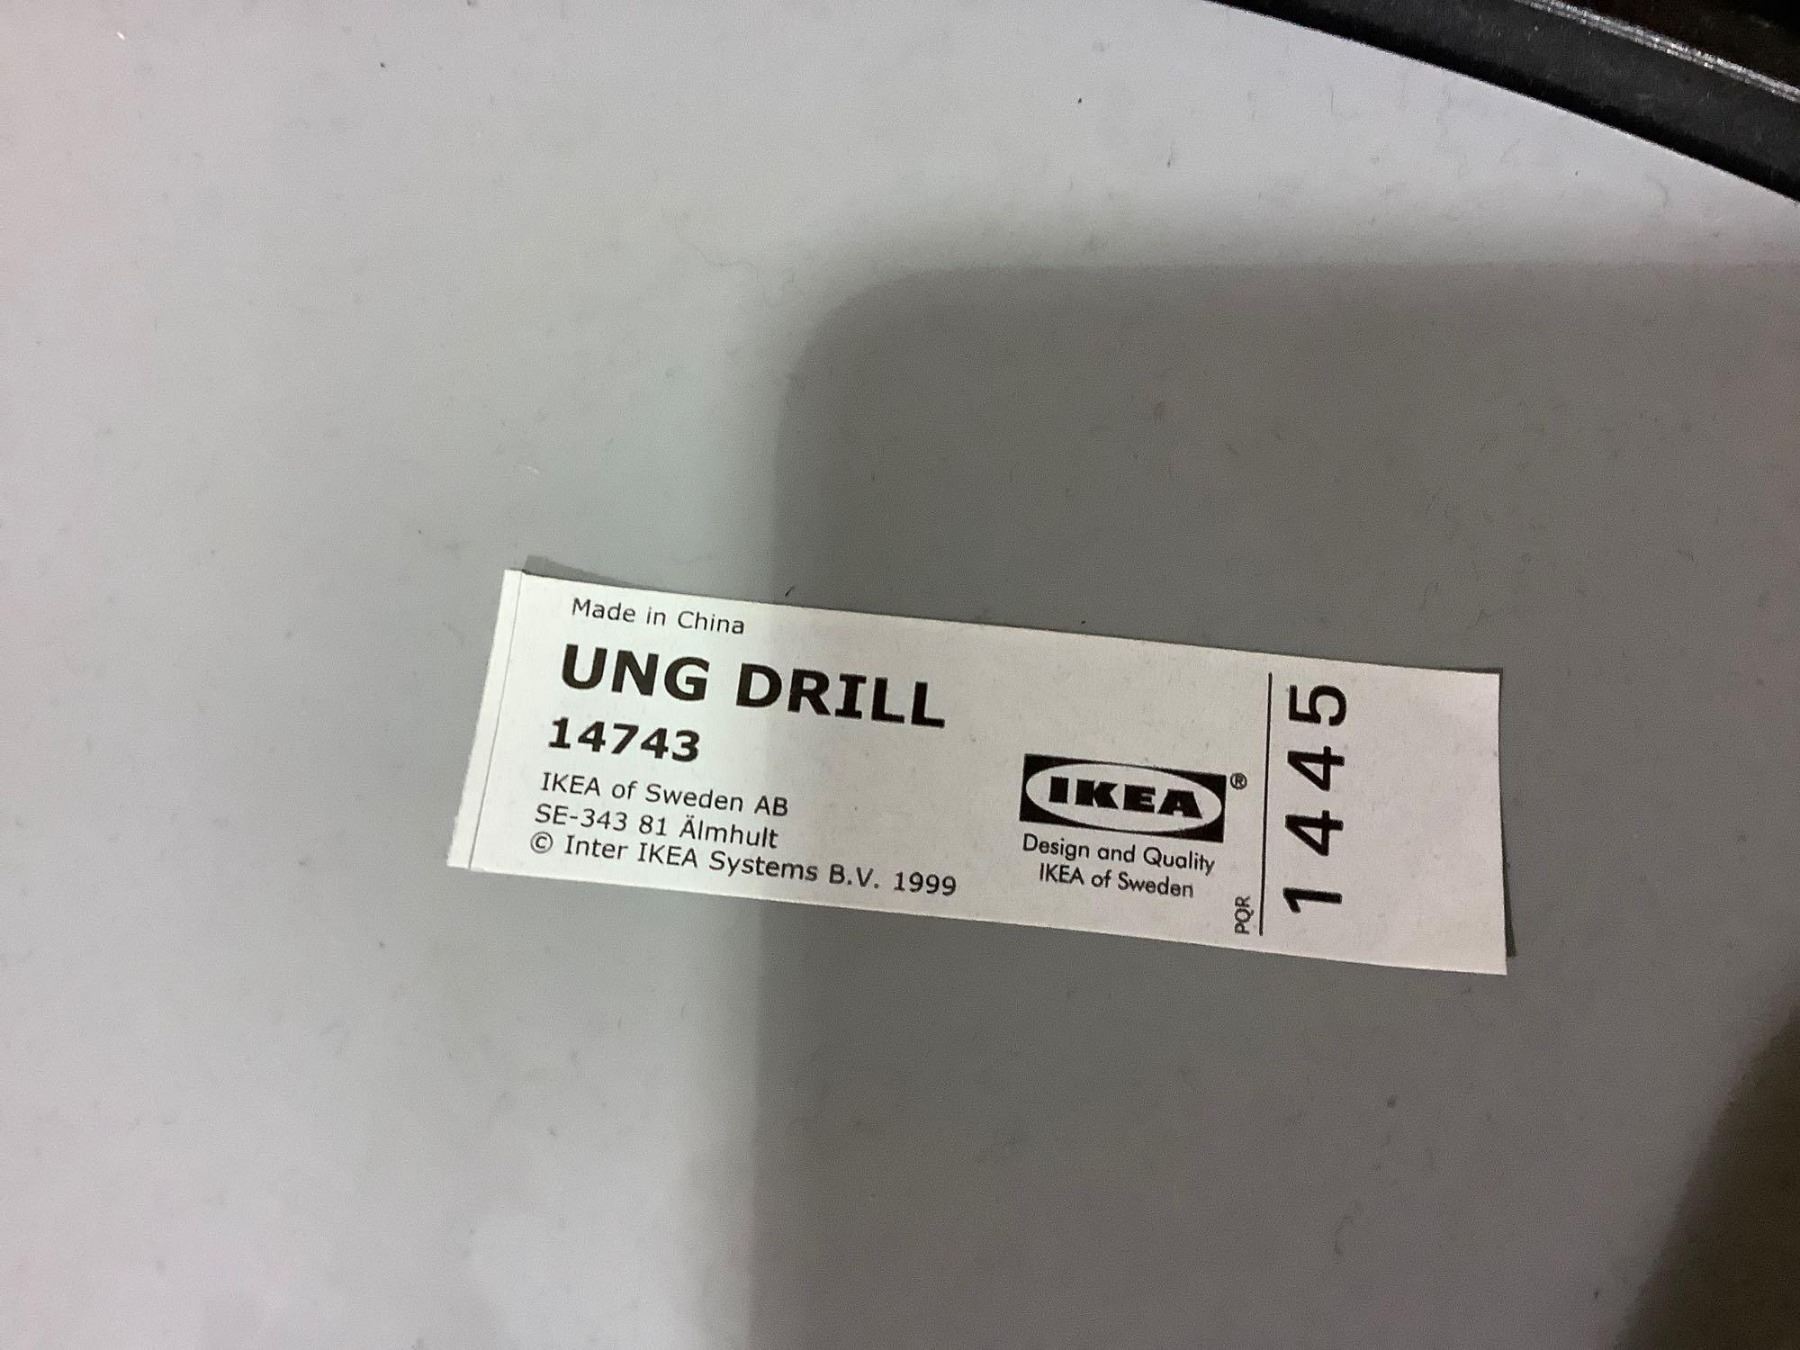 Made in China
UNG DRILL
14743
IKEA of Sweden AB
SE-343 81 Älmhult
© Inter IKEA Systems B.V. 1999
IKEA®
Design and Quality
IKEA of Sweden
PQR
1445